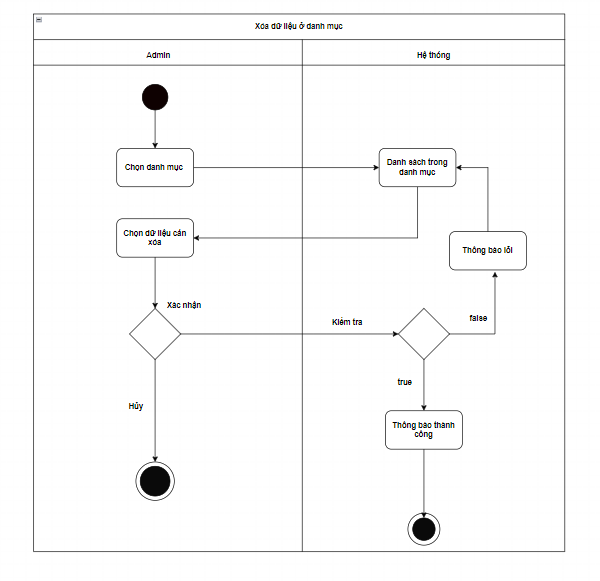 Xóa dữ liệu ở danh mục
Admin
Hệ thống
Chọn danh mục
Danh sách trong
danh mục
Chọn dữ liệu cần
xóa
Thông báo lỗi
Xác nhận
Kiểm tra
false
true
Hủy
Thông báo thành
công